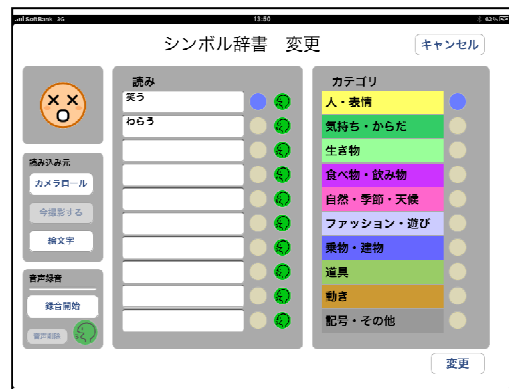 SoftBank 3G 13:50 62%
シンボル辞書 変更
キャンセル
読み込み元
カメラロール
今撮影する
絵文字
音声録音
録音開始
音声削除
読み
笑う
わらう
カテゴリ
人・表情
気持ち・からだ
生き物
食べ物・飲み物
自然・季節・天候
ファッション・遊び
乗物・建物
道具
動き
記号・その他
変更